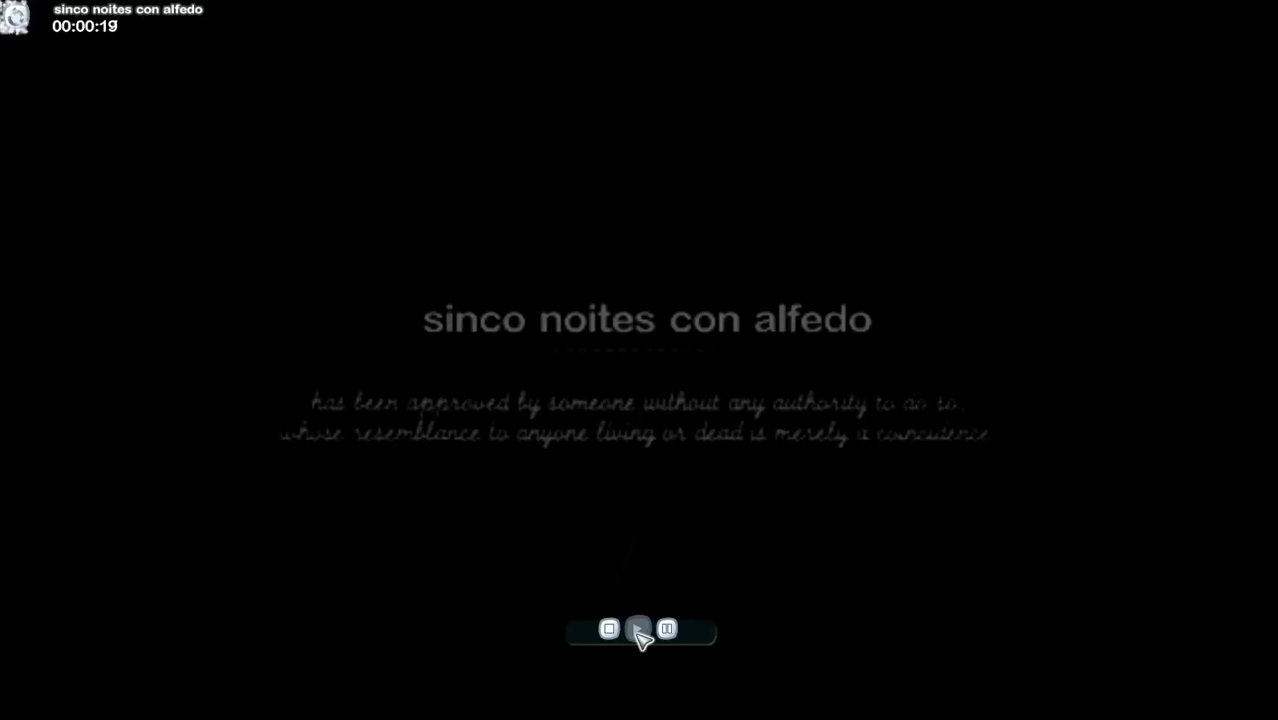 sinco noites con alfedo
00:00:19
sinco noites con alfedo
has been approved by someone without any authority to do so,
whose resemblance to anyone living or dead is merely a coincidence